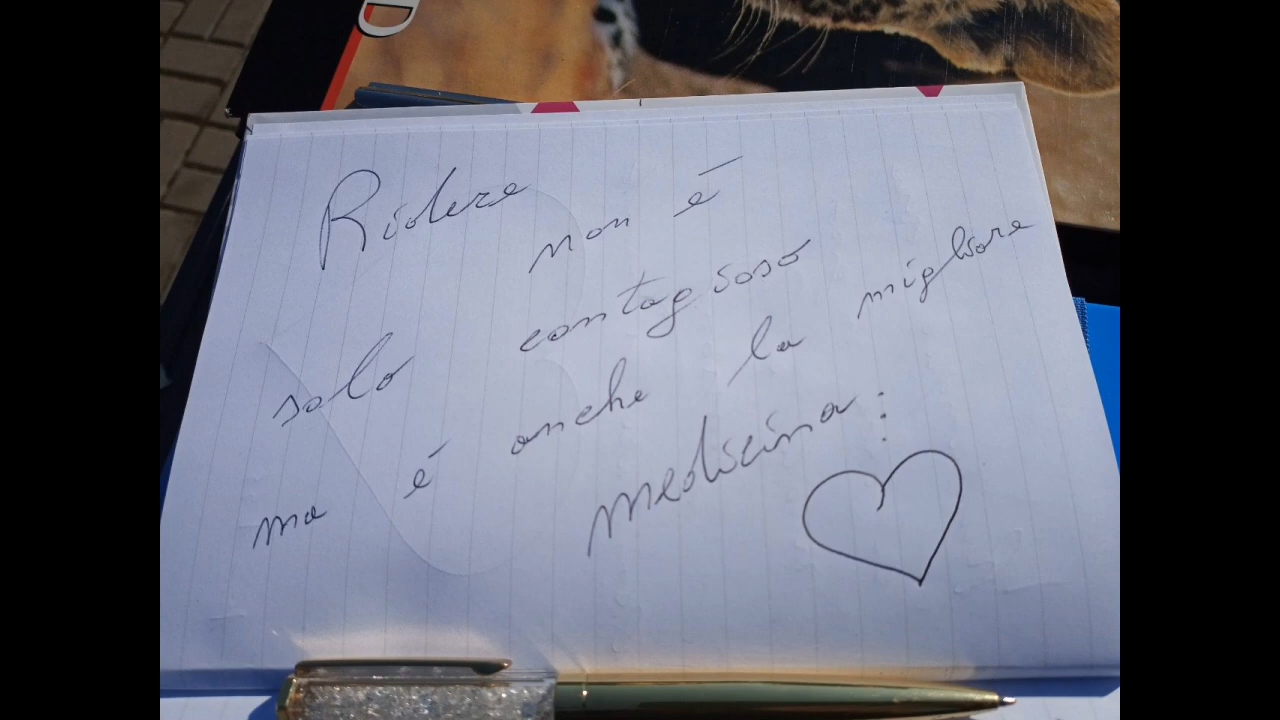 Ridere non é
solo contagioso
ma é anche la migliore
medicina: